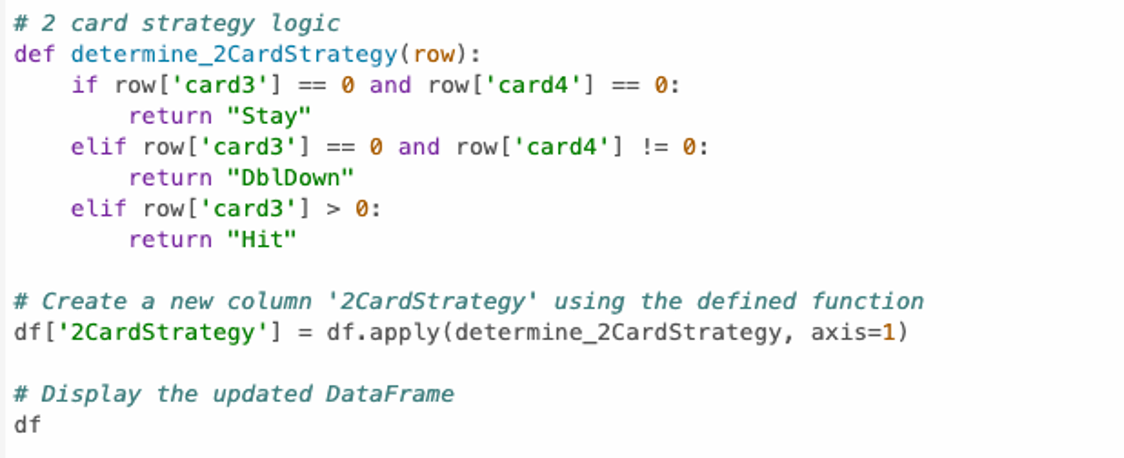 # 2 card strategy logic
def determine_2CardStrategy(row):
    if row['card3'] == 0 and row['card4'] == 0:
        return "Stay"
    elif row['card3'] == 0 and row['card4'] != 0:
        return "DblDown"
    elif row['card3'] > 0:
        return "Hit"
# Create a new column '2CardStrategy' using the defined function
df['2CardStrategy'] = df.apply(determine_2CardStrategy, axis=1)
# Display the updated DataFrame
df